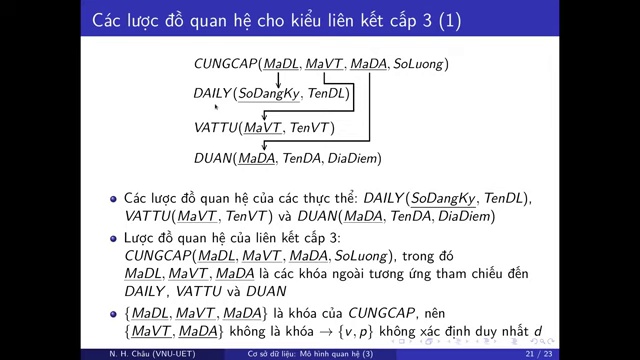 Các lược đồ quan hệ cho kiểu liên kết cấp 3 (1)
CUNGCAP(MaDL, MaVT, MaDA, SoLuong)
DAILY(SoDangKy, TenDL)
VATTU(MaVT, TenVT)
DUAN(MaDA, TenDA, DiaDiem)
Các lược đồ quan hệ của các thực thể: DAILY(SoDangKy, TenDL),
VATTU(MaVT, TenVT) và DUAN(MaDA, TenDA, DiaDiem)
Lược đồ quan hệ của liên kết cấp 3:
CUNGCAP(MaDL, MaVT, MaDA, SoLuong), trong đó
MaDL, MaVT, MaDA là các khóa ngoài tương ứng tham chiếu đến
DAILY, VATTU và DUAN
{MaDL, MaVT, MaDA} là khóa của CUNGCAP, nên
{MaVT, MaDA} không là khóa → {v, p} không xác định duy nhất d
N. H. Châu (VNU-UET) Cơ sở dữ liệu: Mô hình quan hệ (3) 21 / 23